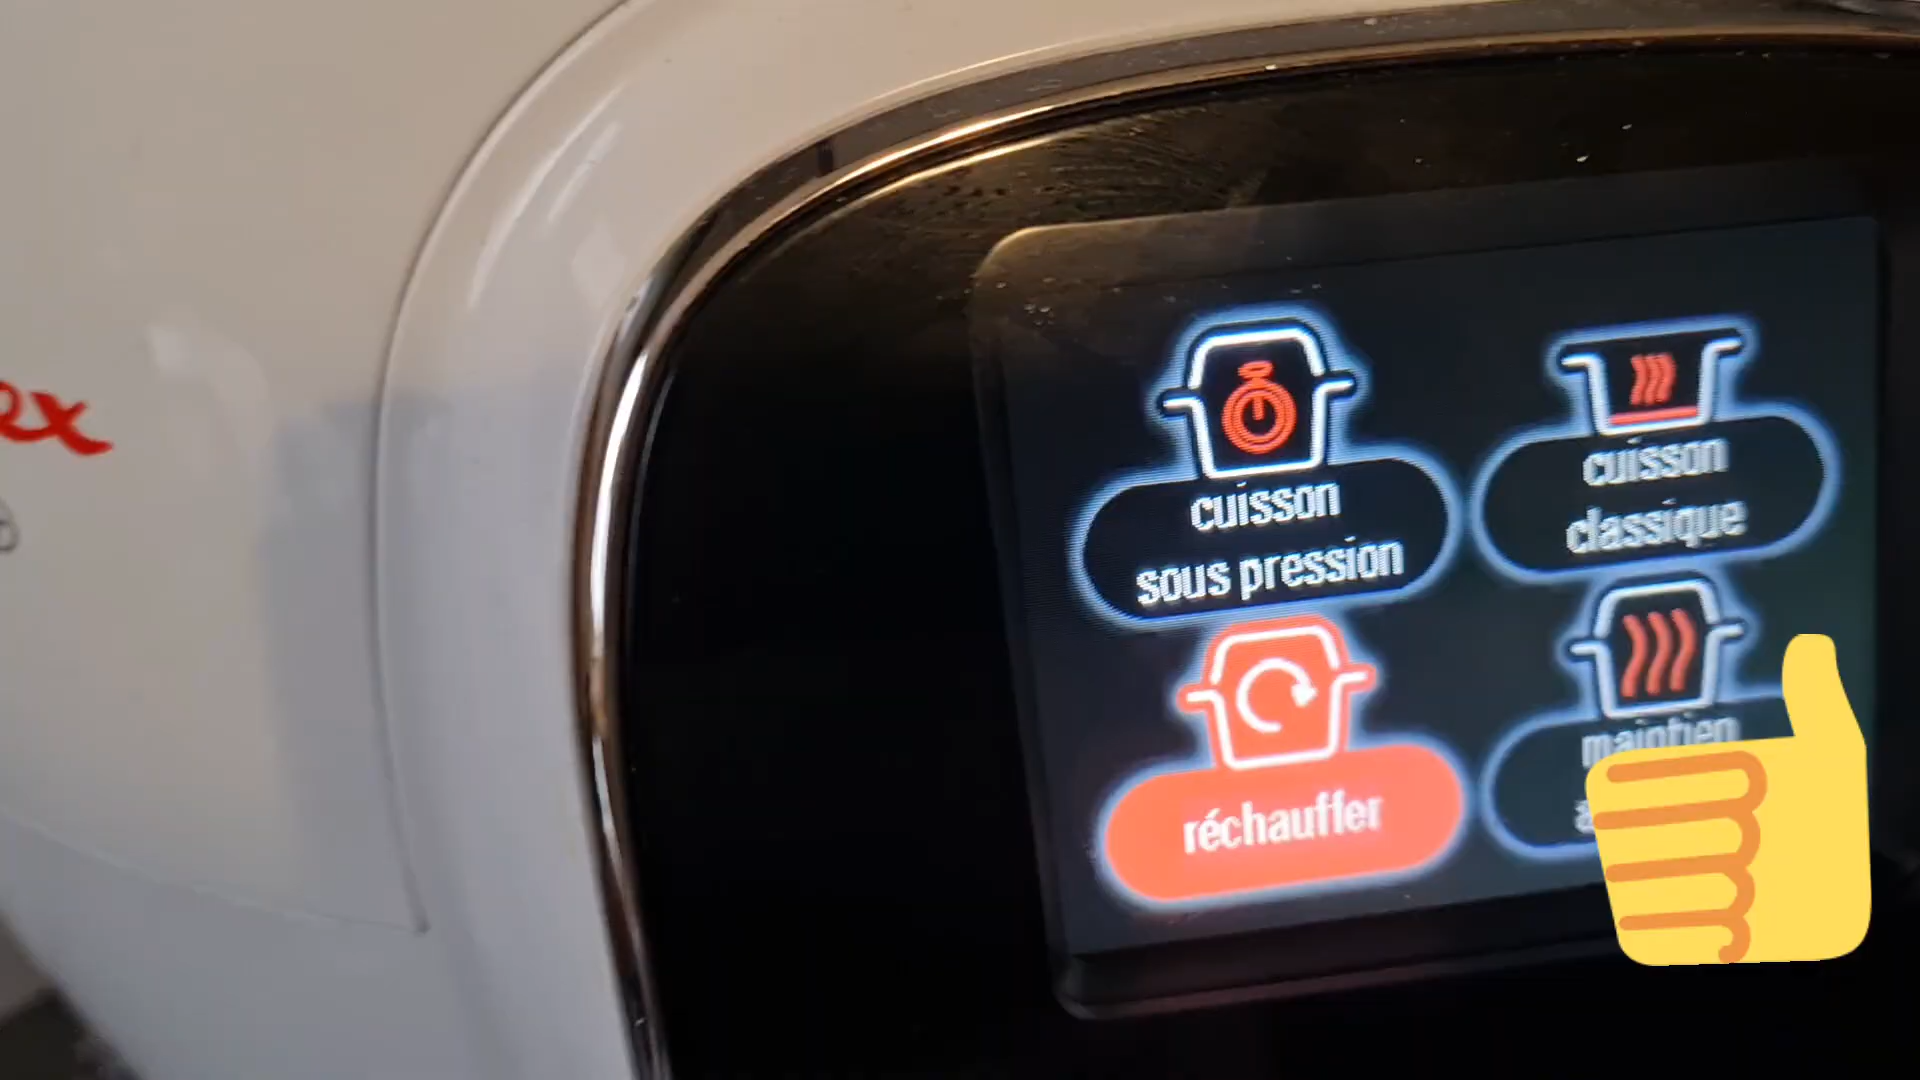 cuisson
sous pression
cuisson
classique
réchauffer
maintien